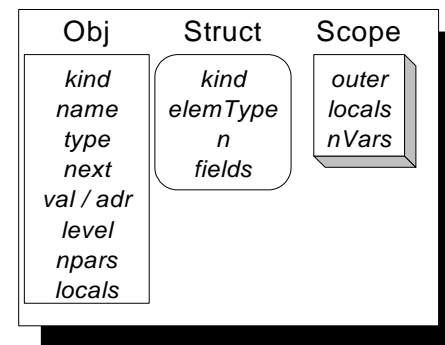 Obj
kind
name
type
next
val / adr
level
npars
locals
Struct
kind
elemType
n
fields
Scope
outer
locals
nVars